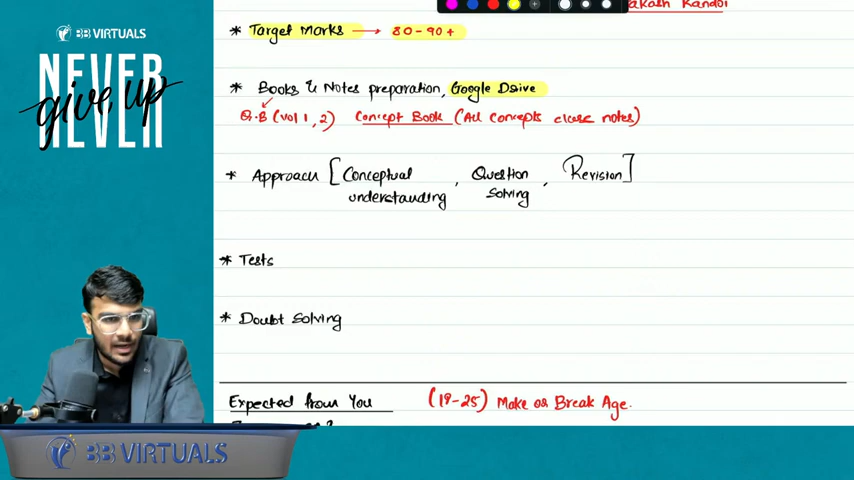 BB VIRTUALS
NEVER
give up
NEVER
Kandoi
* Target Marks → 80-90+
* Books & Notes preparation, Google Drive
Q.B (Vol 1, 2) Concept Book (All concepts class notes)
* Approach [Conceptual understanding, Question solving, Revision]
* Tests
* Doubt Solving
Expected from You (19-25) Make or Break Age.
BB VIRTUALS